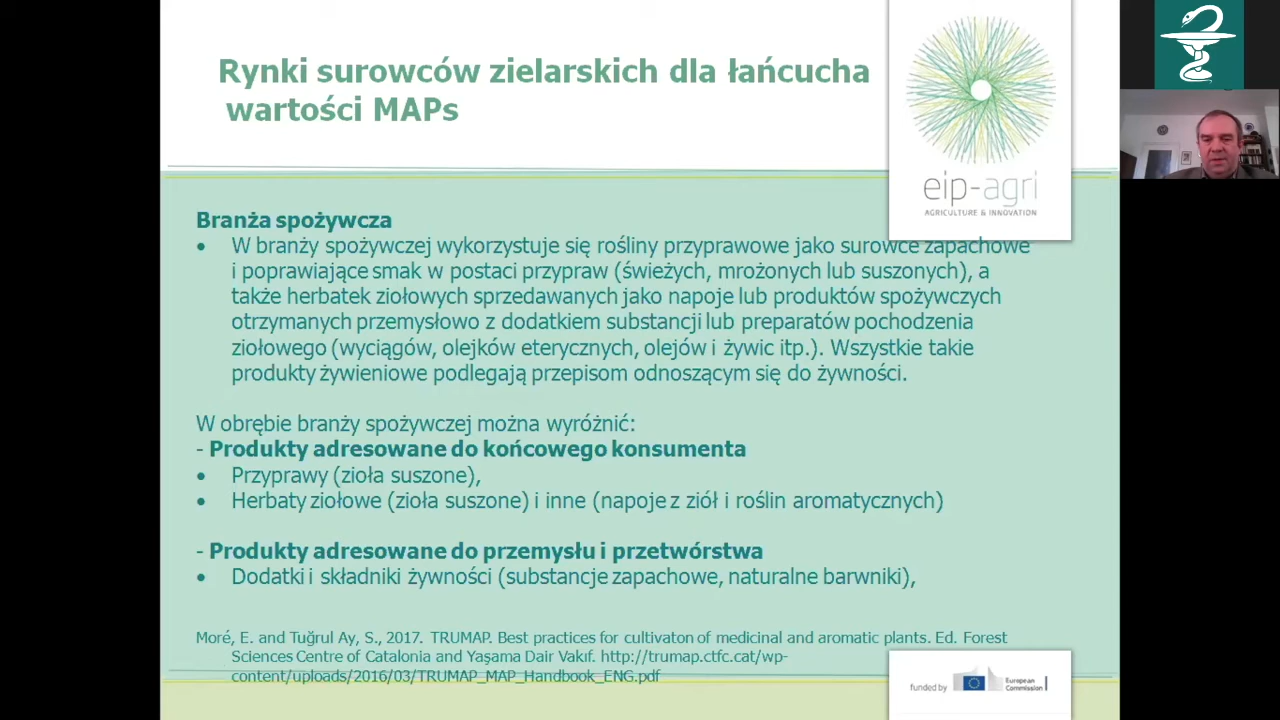 Rynki surowców zielarskich dla łańcucha
wartości MAPs
eip-agri
AGRICULTURE & INNOVATION
Branża spożywcza
• W branży spożywczej wykorzystuje się rośliny przyprawowe jako surowce zapachowe
i poprawiające smak w postaci przypraw (świeżych, mrożonych lub suszonych), a
także herbatek ziołowych sprzedawanych jako napoje lub produktów spożywczych
otrzymanych przemysłowo z dodatkiem substancji lub preparatów pochodzenia
ziołowego (wyciągów, olejków eterycznych, olejów i żywic itp.). Wszystkie takie
produkty żywieniowe podlegają przepisom odnoszącym się do żywności.
W obrębie branży spożywczej można wyróżnić:
- Produkty adresowane do końcowego konsumenta
• Przyprawy (zioła suszone),
• Herbaty ziołowe (zioła suszone) i inne (napoje z ziół i roślin aromatycznych)
- Produkty adresowane do przemysłu i przetwórstwa
• Dodatki i składniki żywności (substancje zapachowe, naturalne barwniki),
Moré, E. and Tuğrul Ay, S., 2017. TRUMAP. Best practices for cultivaton of medicinal and aromatic plants. Ed. Forest
Sciences Centre of Catalonia and Yaşama Dair Vakıf. http://trumap.ctfc.cat/wp-
content/uploads/2016/03/TRUMAP_MAP_Handbook_ENG.pdf
funded by
European
Commission